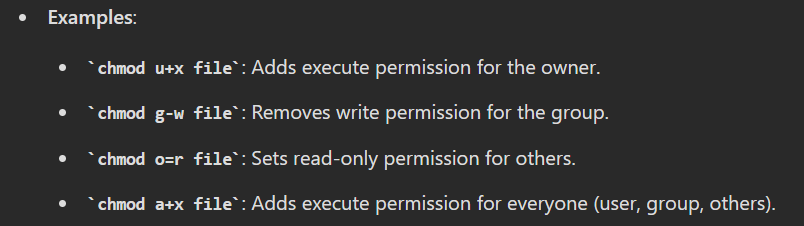 Examples:
`chmod u+x file`: Adds execute permission for the owner.
`chmod g-w file`: Removes write permission for the group.
`chmod o=r file`: Sets read-only permission for others.
`chmod a+x file`: Adds execute permission for everyone (user, group, others).